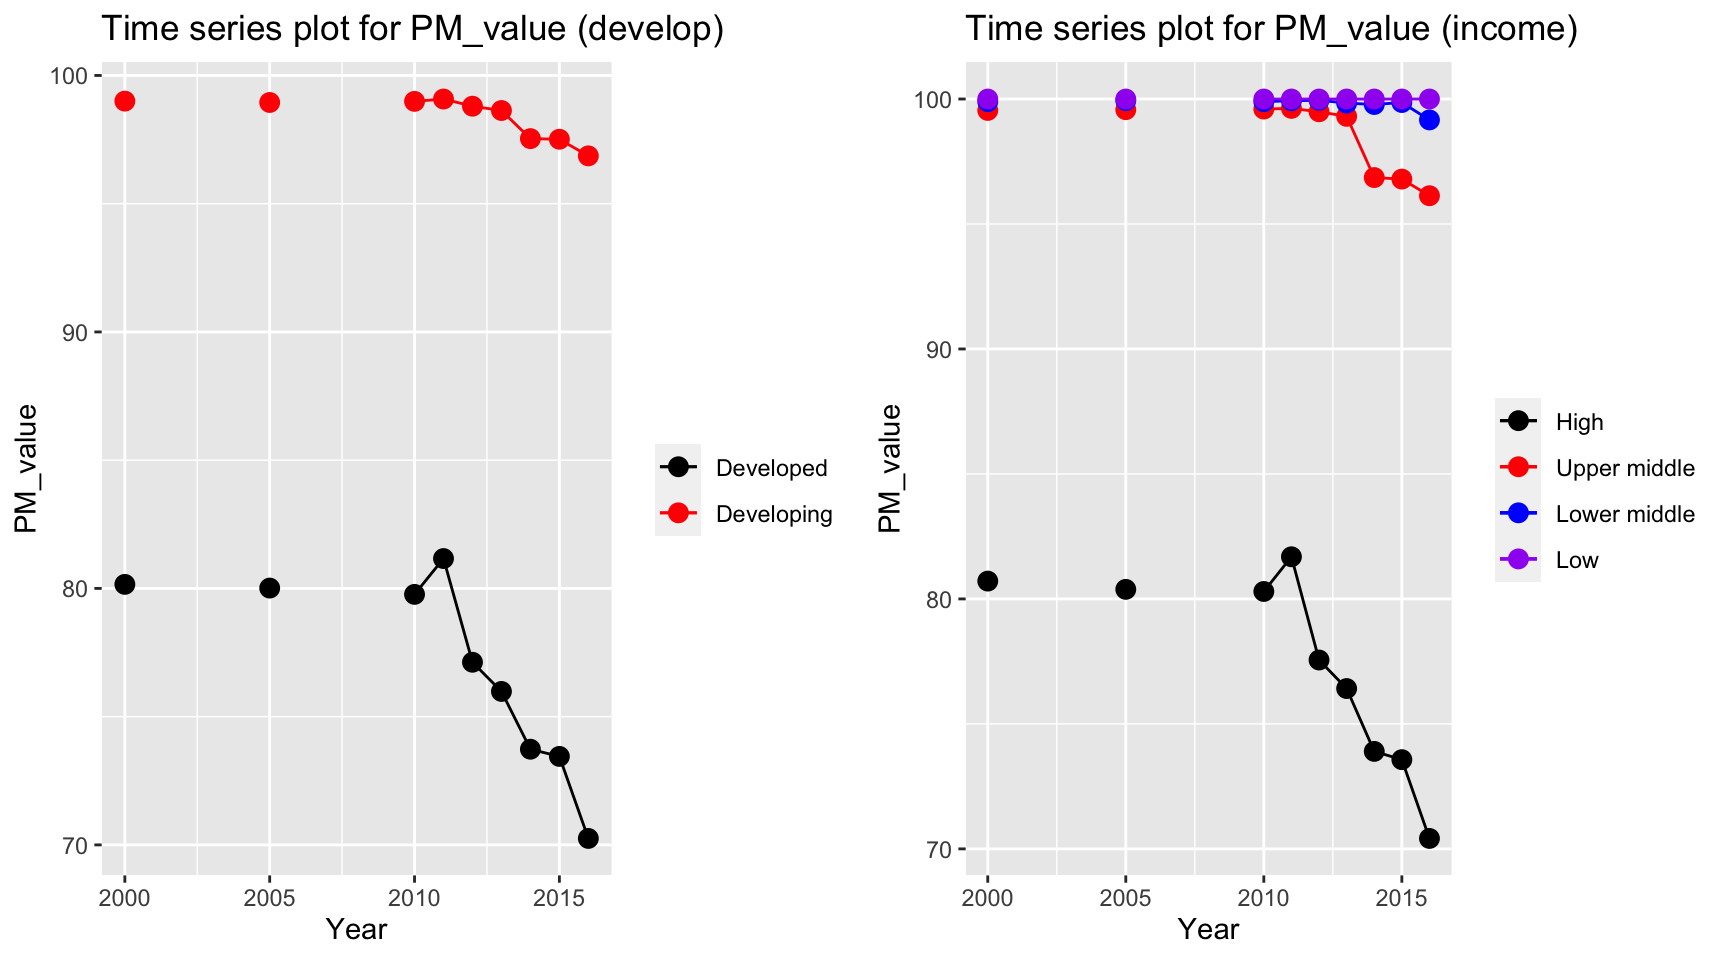 Time series plot for PM_value (develop)
PM_value
100
90
80
70
2000 2005 2010 2015
Year
Developed
Developing
Time series plot for PM_value (income)
PM_value
100
90
80
70
2000 2005 2010 2015
Year
High
Upper middle
Lower middle
Low